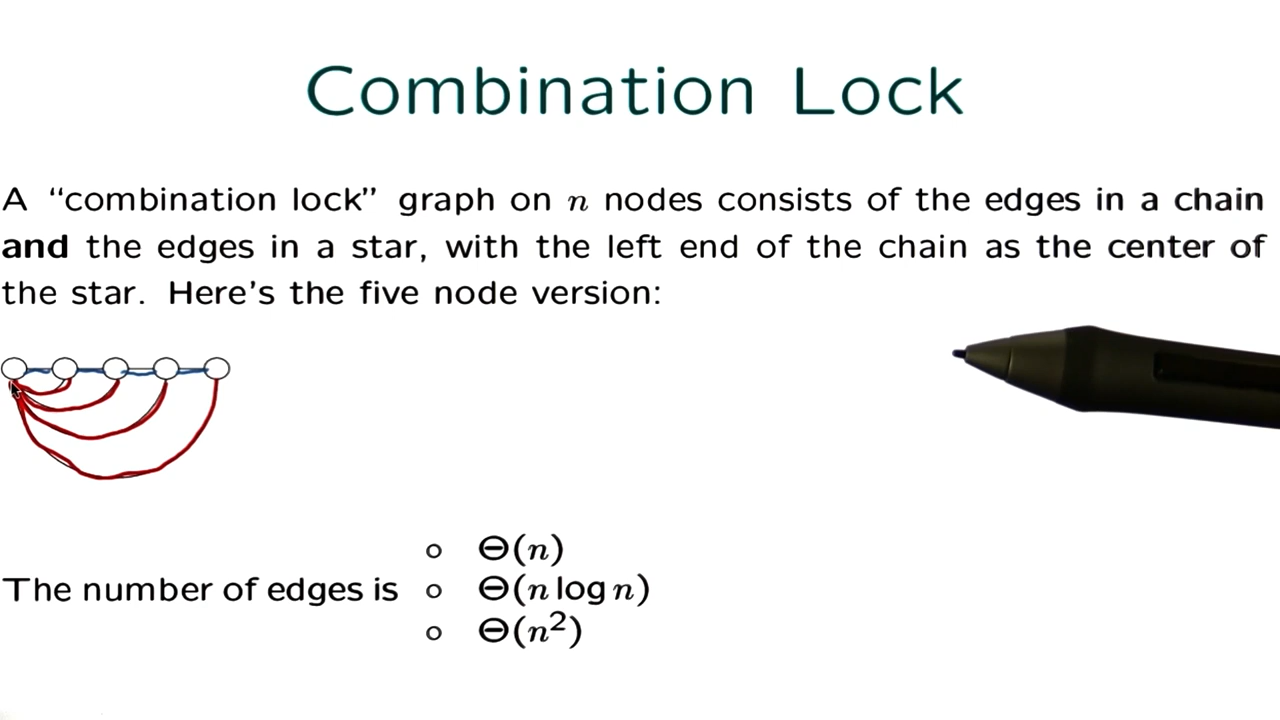 Combination Lock
A “combination lock” graph on n nodes consists of the edges in a chain
and the edges in a star, with the left end of the chain as the center of
the star. Here’s the five node version:
Θ(n)
The number of edges is Θ(n log n)
Θ(n²)